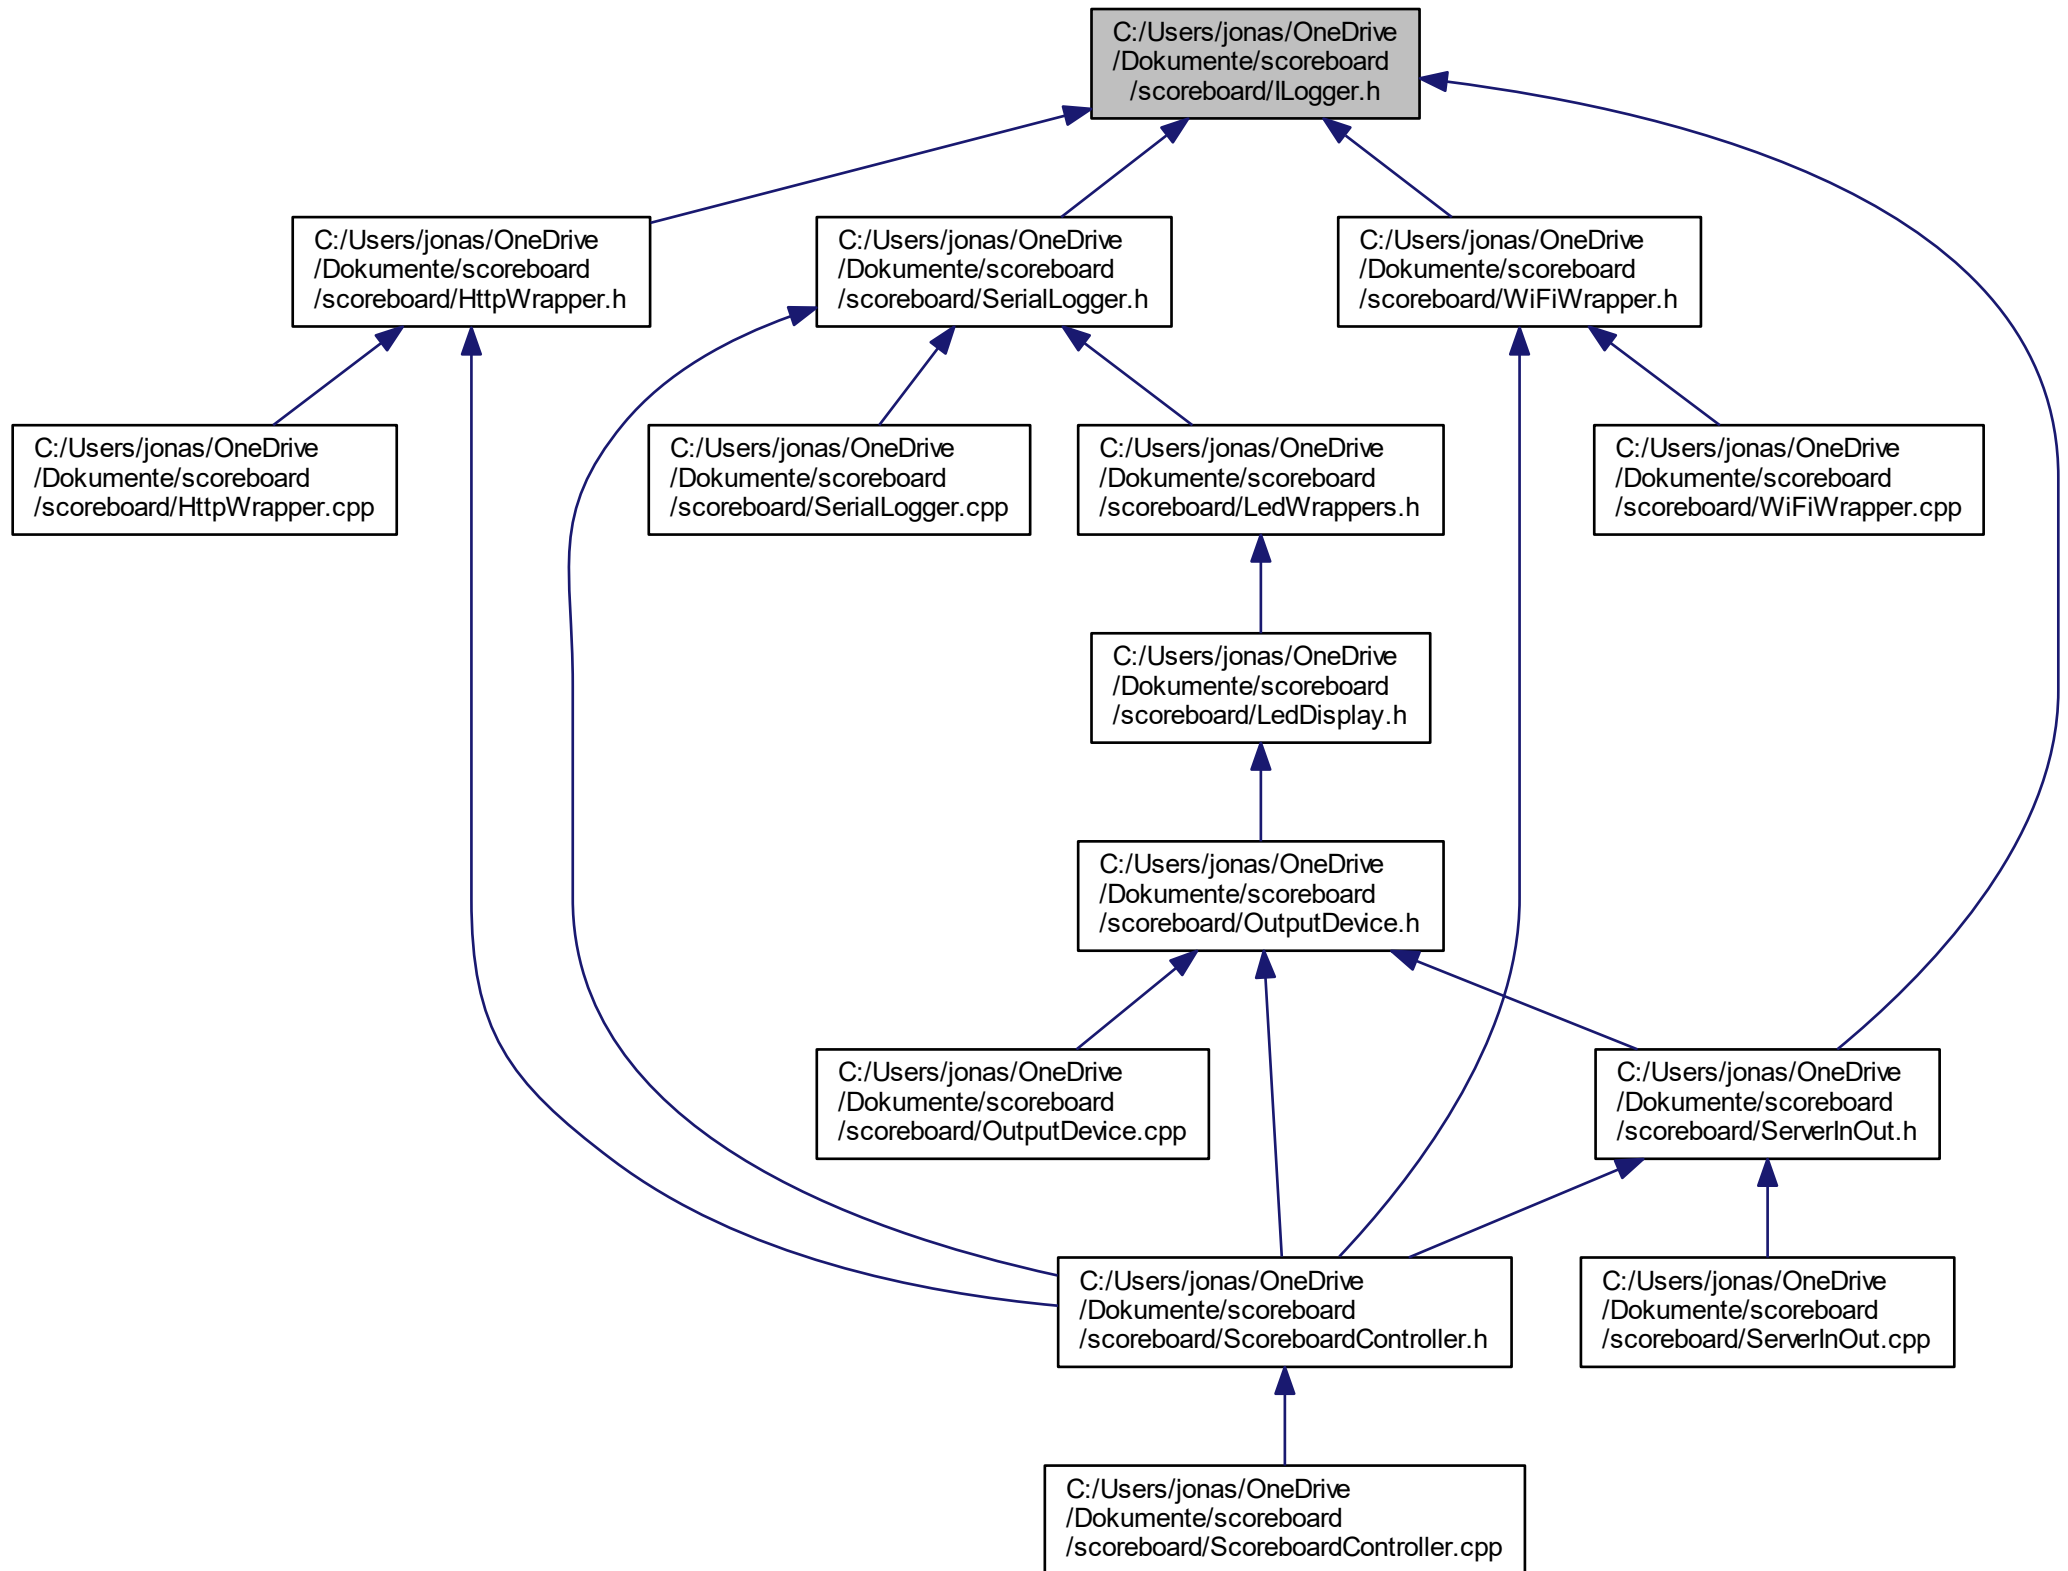 C:/Users/jonas/OneDrive
/Dokumente/scoreboard
/scoreboard/ILogger.h
C:/Users/jonas/OneDrive
/Dokumente/scoreboard
/scoreboard/HttpWrapper.h
C:/Users/jonas/OneDrive
/Dokumente/scoreboard
/scoreboard/SerialLogger.h
C:/Users/jonas/OneDrive
/Dokumente/scoreboard
/scoreboard/WiFiWrapper.h
C:/Users/jonas/OneDrive
/Dokumente/scoreboard
/scoreboard/HttpWrapper.cpp
C:/Users/jonas/OneDrive
/Dokumente/scoreboard
/scoreboard/SerialLogger.cpp
C:/Users/jonas/OneDrive
/Dokumente/scoreboard
/scoreboard/LedWrappers.h
C:/Users/jonas/OneDrive
/Dokumente/scoreboard
/scoreboard/WiFiWrapper.cpp
C:/Users/jonas/OneDrive
/Dokumente/scoreboard
/scoreboard/LedDisplay.h
C:/Users/jonas/OneDrive
/Dokumente/scoreboard
/scoreboard/OutputDevice.h
C:/Users/jonas/OneDrive
/Dokumente/scoreboard
/scoreboard/OutputDevice.cpp
C:/Users/jonas/OneDrive
/Dokumente/scoreboard
/scoreboard/ServerInOut.h
C:/Users/jonas/OneDrive
/Dokumente/scoreboard
/scoreboard/ScoreboardController.h
C:/Users/jonas/OneDrive
/Dokumente/scoreboard
/scoreboard/ServerInOut.cpp
C:/Users/jonas/OneDrive
/Dokumente/scoreboard
/scoreboard/ScoreboardController.cpp